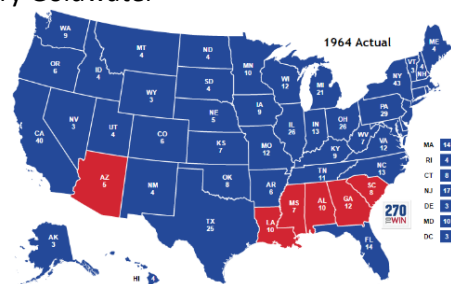 ry Goldwater
1964 Actual
WA
9
OR
6
CA
40
NV
3
ID
4
MT
4
WY
3
UT
4
AZ
5
CO
6
NM
4
ND
4
SD
4
NE
5
KS
7
OK
8
TX
25
MN
10
IA
9
MO
12
AR
6
LA
10
WI
12
IL
26
MI
21
IN
13
OH
26
KY
9
TN
11
MS
7
AL
10
GA
12
FL
14
SC
8
NC
13
VA
12
WV
7
PA
29
NY
43
VT
3
4
NH
ME
4
AK
3
HI 4
MA 14
RI 4
CT 8
NJ 17
DE 3
MD 10
DC 3
270
TO WIN